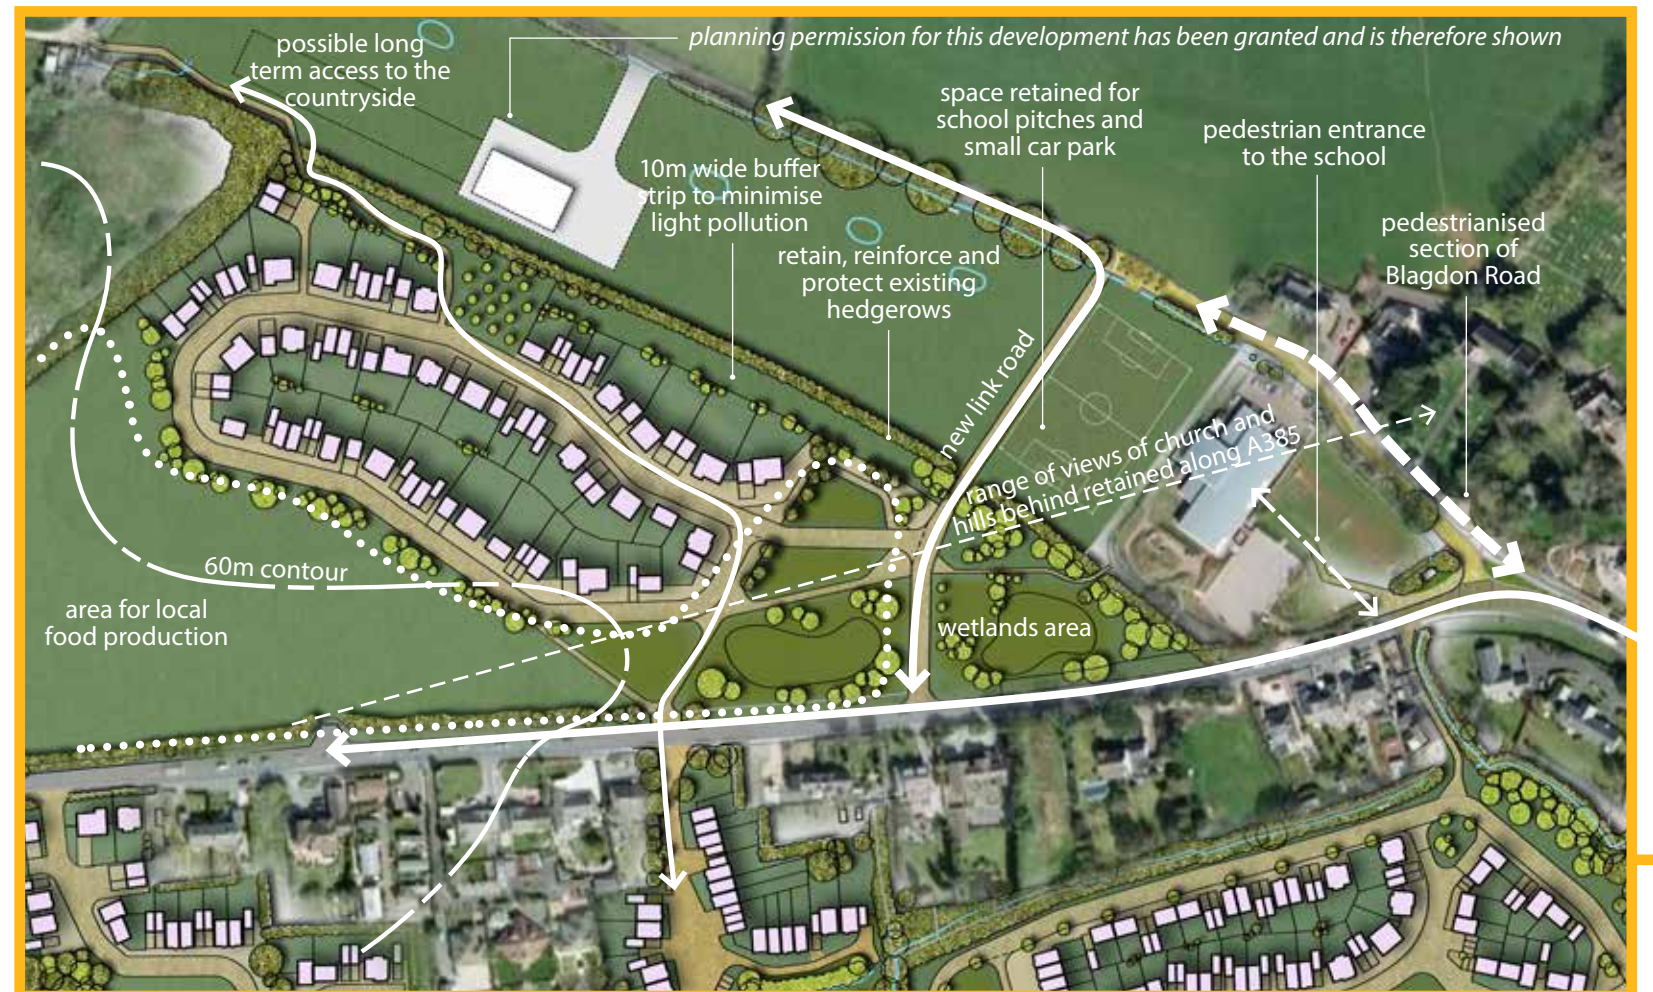 planning permission for this development has been granted and is therefore shown
possible long
term access to the
countryside
space retained for
school pitches and
small car park
pedestrian entrance
to the school
10m wide buffer
strip to minimise
light pollution
pedestrianised
section of
Blagdon Road
retain, reinforce and
protect existing
hedgerows
new link road
range of views of church and
hills behind retained along A385
60m contour
area for local
food production
wetlands area